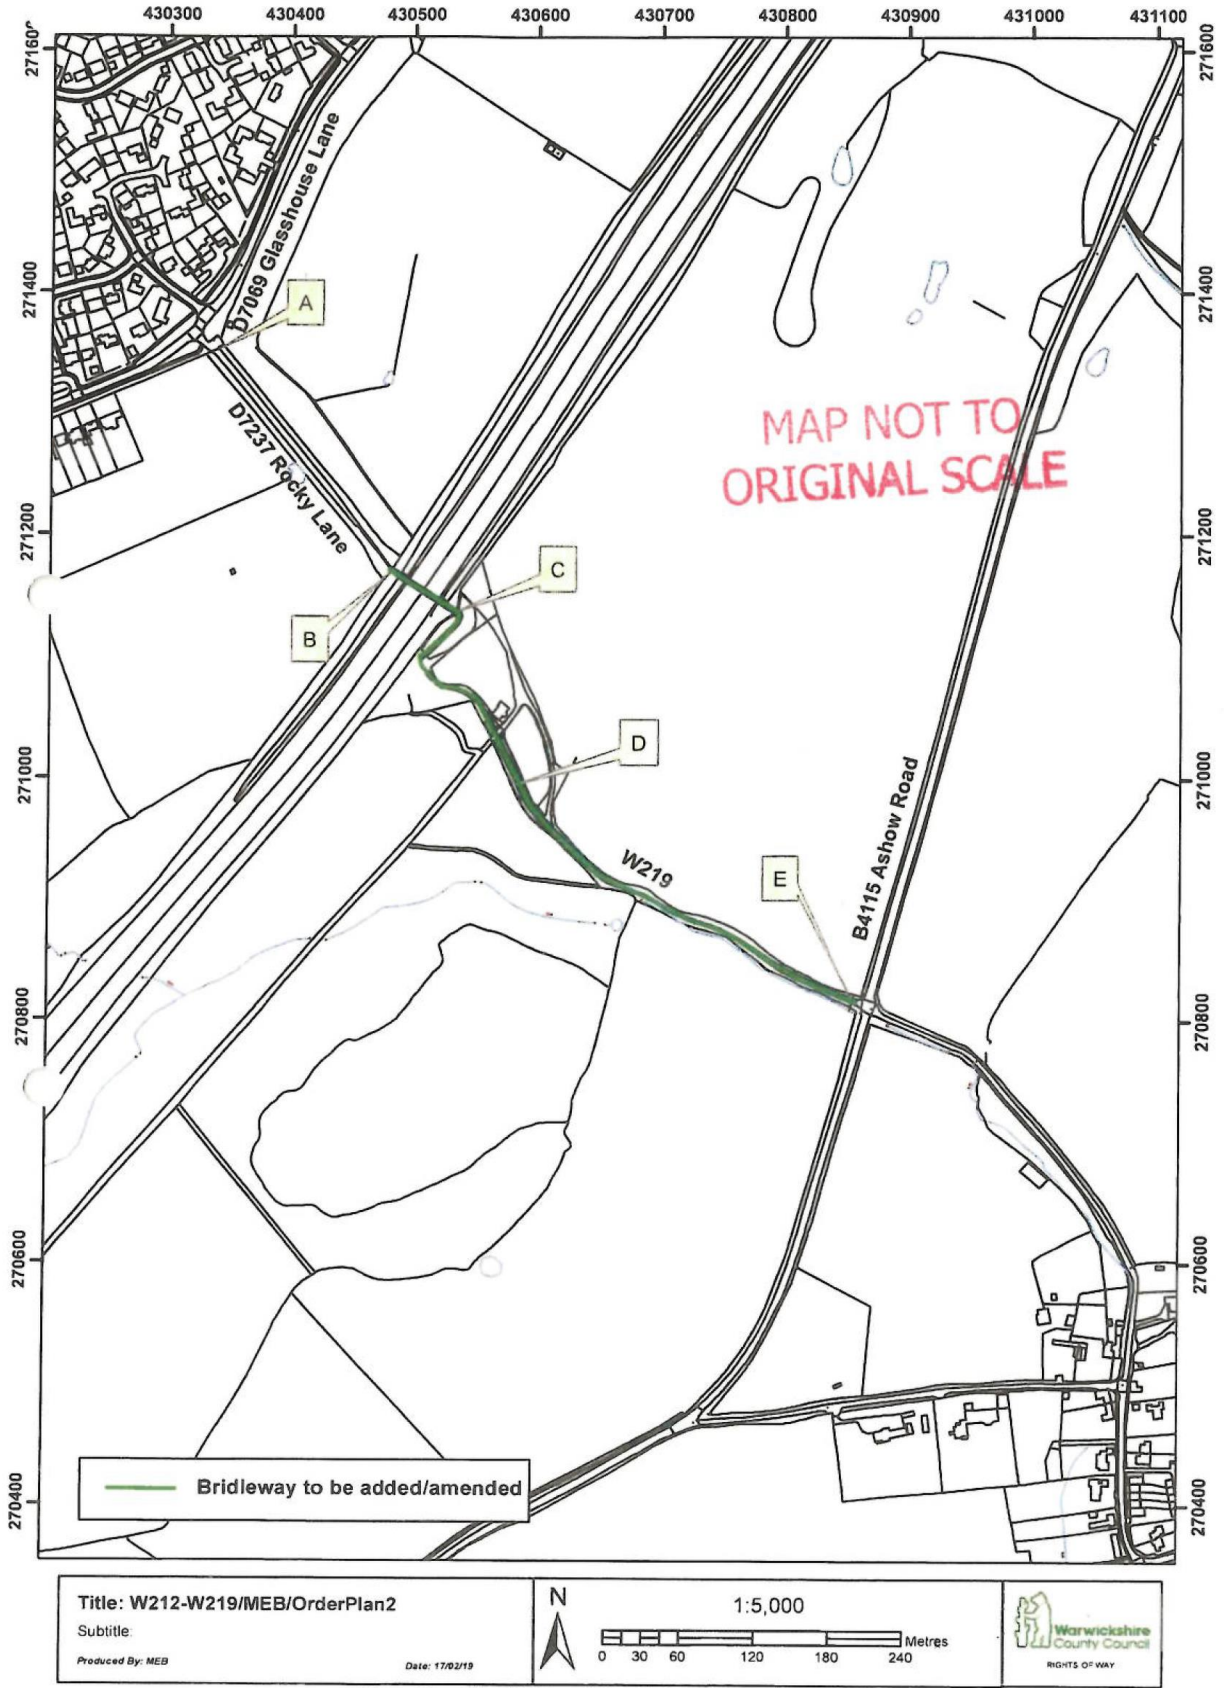 430300 430400 430500 430600 430700 430800 430900 431000 431100
271600
271400
271200
271000
270800
270600
270400
271600
271400
271200
271000
270800
270600
270400
D7069 Glasshouse Lane
A
D7237 Rocky Lane
MAP NOT TO
ORIGINAL SCALE
C
B
D
W219
E
B4115 Ashow Road
Bridleway to be added/amended
Title: W212-W219/MEB/OrderPlan2
Subtitle:
Produced By: MEB
Date: 17/02/19
N
1:5,000
0 30 60 120 180 240
Metres
Warwickshire
County Council
RIGHTS OF WAY